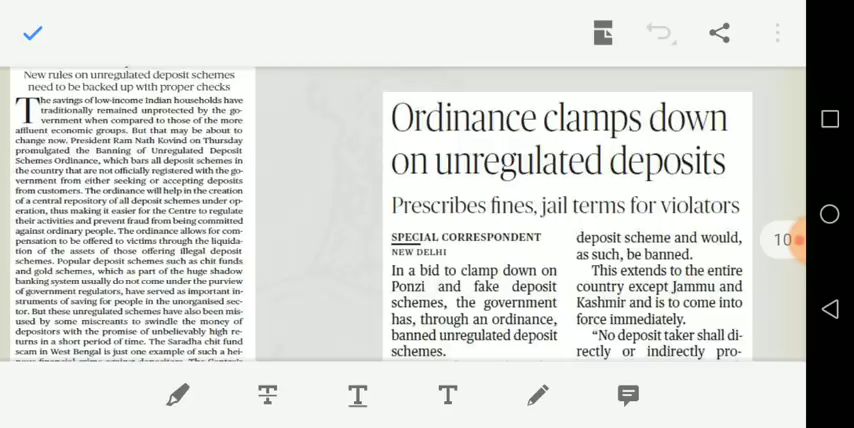 New rules on unregulated deposit schemes
need to be backed up with proper checks
The savings of low-income Indian households have
traditionally remained unprotected by the go-
vernment when compared to those of the more
affluent economic groups. But that may be about to
change now. President Ram Nath Kovind on Thursday
promulgated the Banning of Unregulated Deposit
Schemes Ordinance, which bars all deposit schemes in
the country that are not officially registered with the go-
vernment from either seeking or accepting deposits
from customers. The ordinance will help in the creation
of a central repository of all deposit schemes under op-
eration, thus making it easier for the Centre to regulate
their activities and prevent fraud from being committed
against ordinary people. The ordinance allows for com-
pensation to be offered to victims through the liquida-
tion of the assets of those offering illegal deposit
schemes. Popular deposit schemes such as chit funds
and gold schemes, which as part of the huge shadow
banking system usually do not come under the purview
of government regulators, have served as important in-
struments of saving for people in the unorganised sec-
tor. But these unregulated schemes have also been mis-
used by some miscreants to swindle the money of
depositors with the promise of unbelievably high re-
turns in a short period of time. The Saradha chit fund
scam in West Bengal is just one example of such a hei-
Ordinance clamps down
on unregulated deposits
Prescribes fines, jail terms for violators
SPECIAL CORRESPONDENT
NEW DELHI
In a bid to clamp down on
Ponzi and fake deposit
schemes, the government
has, through an ordinance,
banned unregulated deposit
schemes.
deposit scheme and would,
as such, be banned.
This extends to the entire
country except Jammu and
Kashmir and is to come into
force immediately.
“No deposit taker shall di-
rectly or indirectly pro-
10
T
T
T